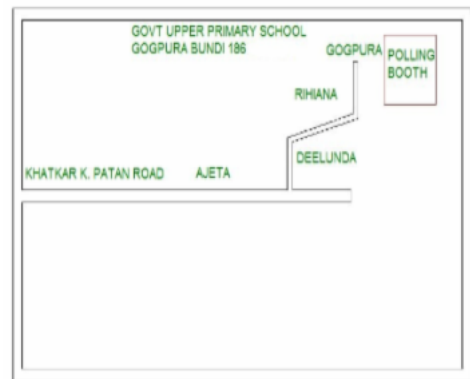 GOVT UPPER PRIMARY SCHOOL
GOGPURA BUNDI 186
GOGPURA
POLLING
BOOTH
RIHIANA
DEELUNDA
KHATKAR K. PATAN ROAD
AJETA